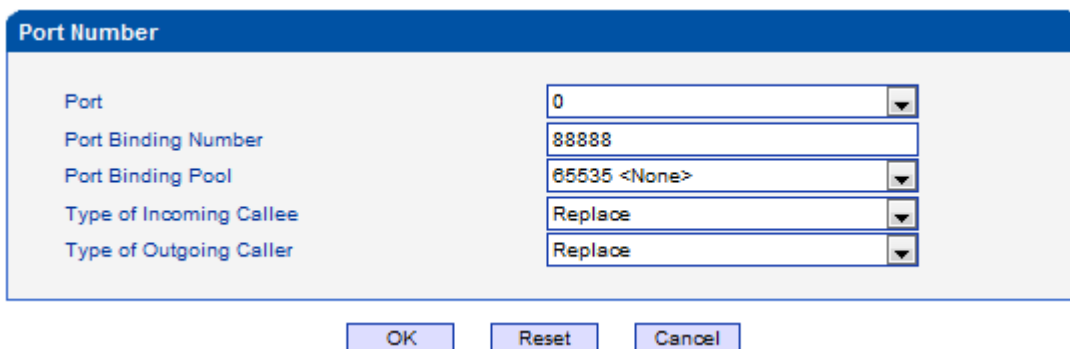 Port Number
Port 0
Port Binding Number 88888
Port Binding Pool 65535 <None>
Type of Incoming Callee Replace
Type of Outgoing Caller Replace
OK Reset Cancel